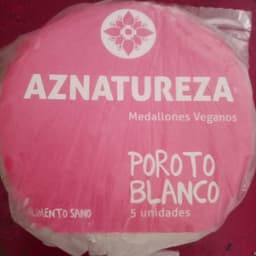 AZNATUREZA
Medallones Veganos
POROTO
BLANCO
ALIMENTO SANO
5 unidades